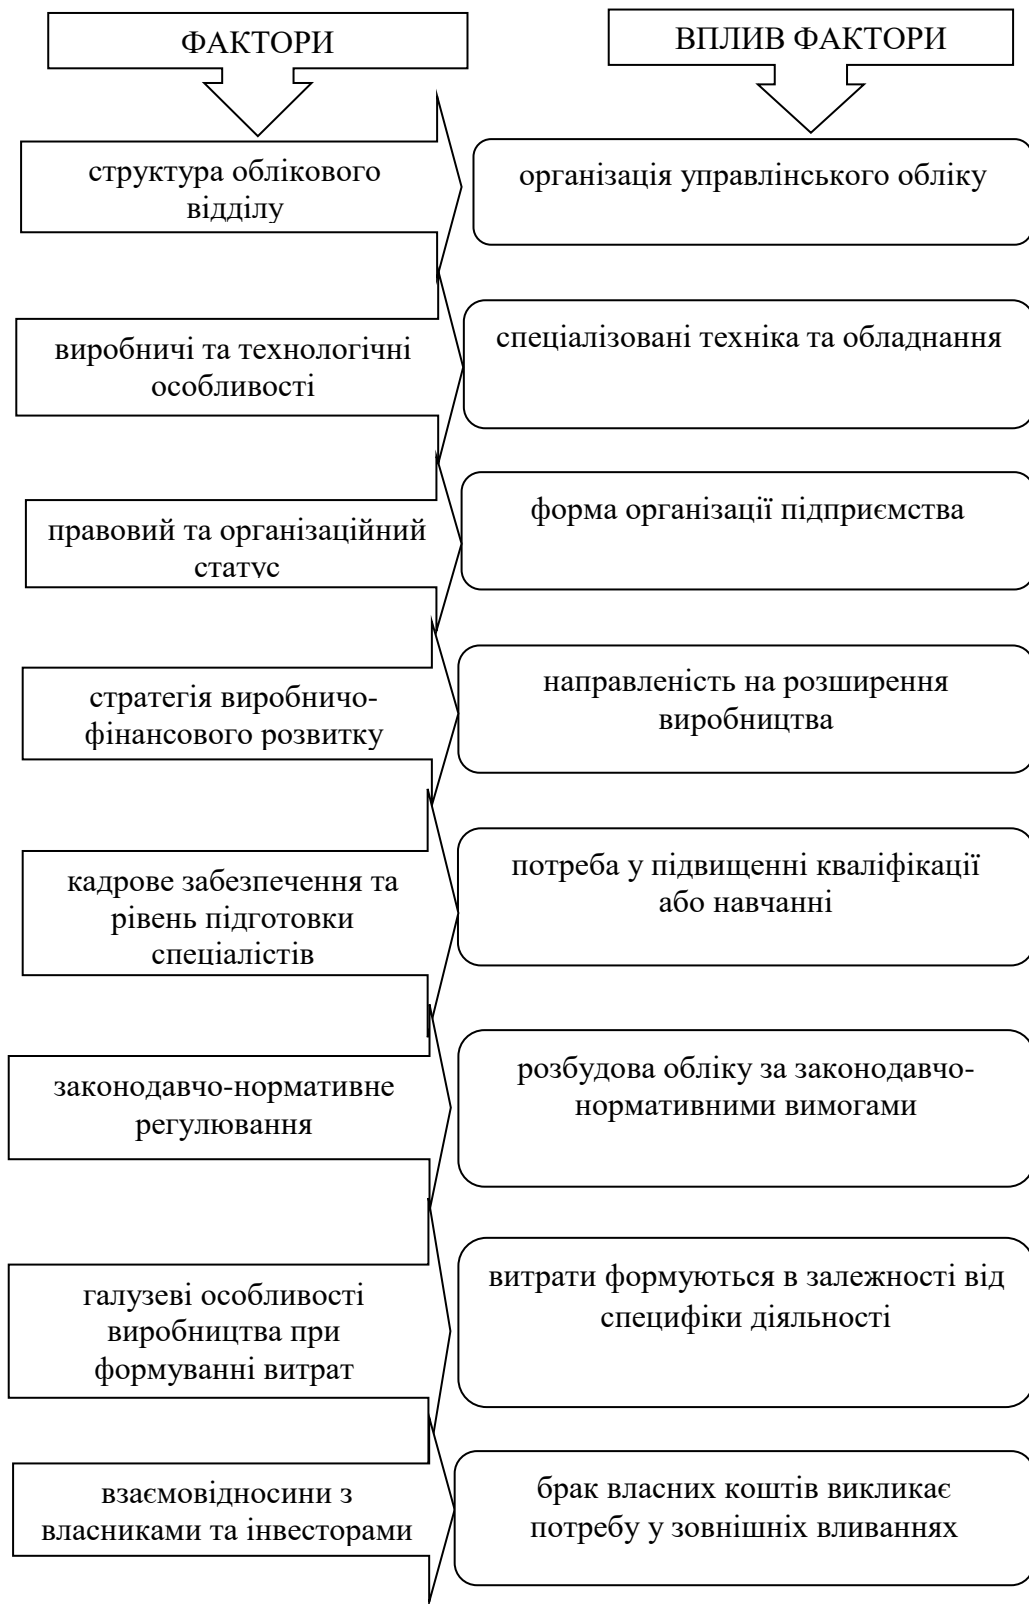 ФАКТОРИ
ВПЛИВ ФАКТОРИ
структура облікового
відділу
організація управлінського обліку
виробничі та технологічні
особливості
спеціалізовані техніка та обладнання
правовий та організаційний
статус
форма організації підприємства
стратегія виробничо-
фінансового розвитку
направленість на розширення
виробництва
кадрове забезпечення та
рівень підготовки
спеціалістів
потреба у підвищенні кваліфікації
або навчанні
законодавчо-нормативне
регулювання
розбудова обліку за законодавчо-
нормативними вимогами
галузеві особливості
виробництва при
формуванні витрат
витрати формуються в залежності від
специфіки діяльності
взаємовідносини з
власниками та інвесторами
брак власних коштів викликає
потребу у зовнішніх вливаннях